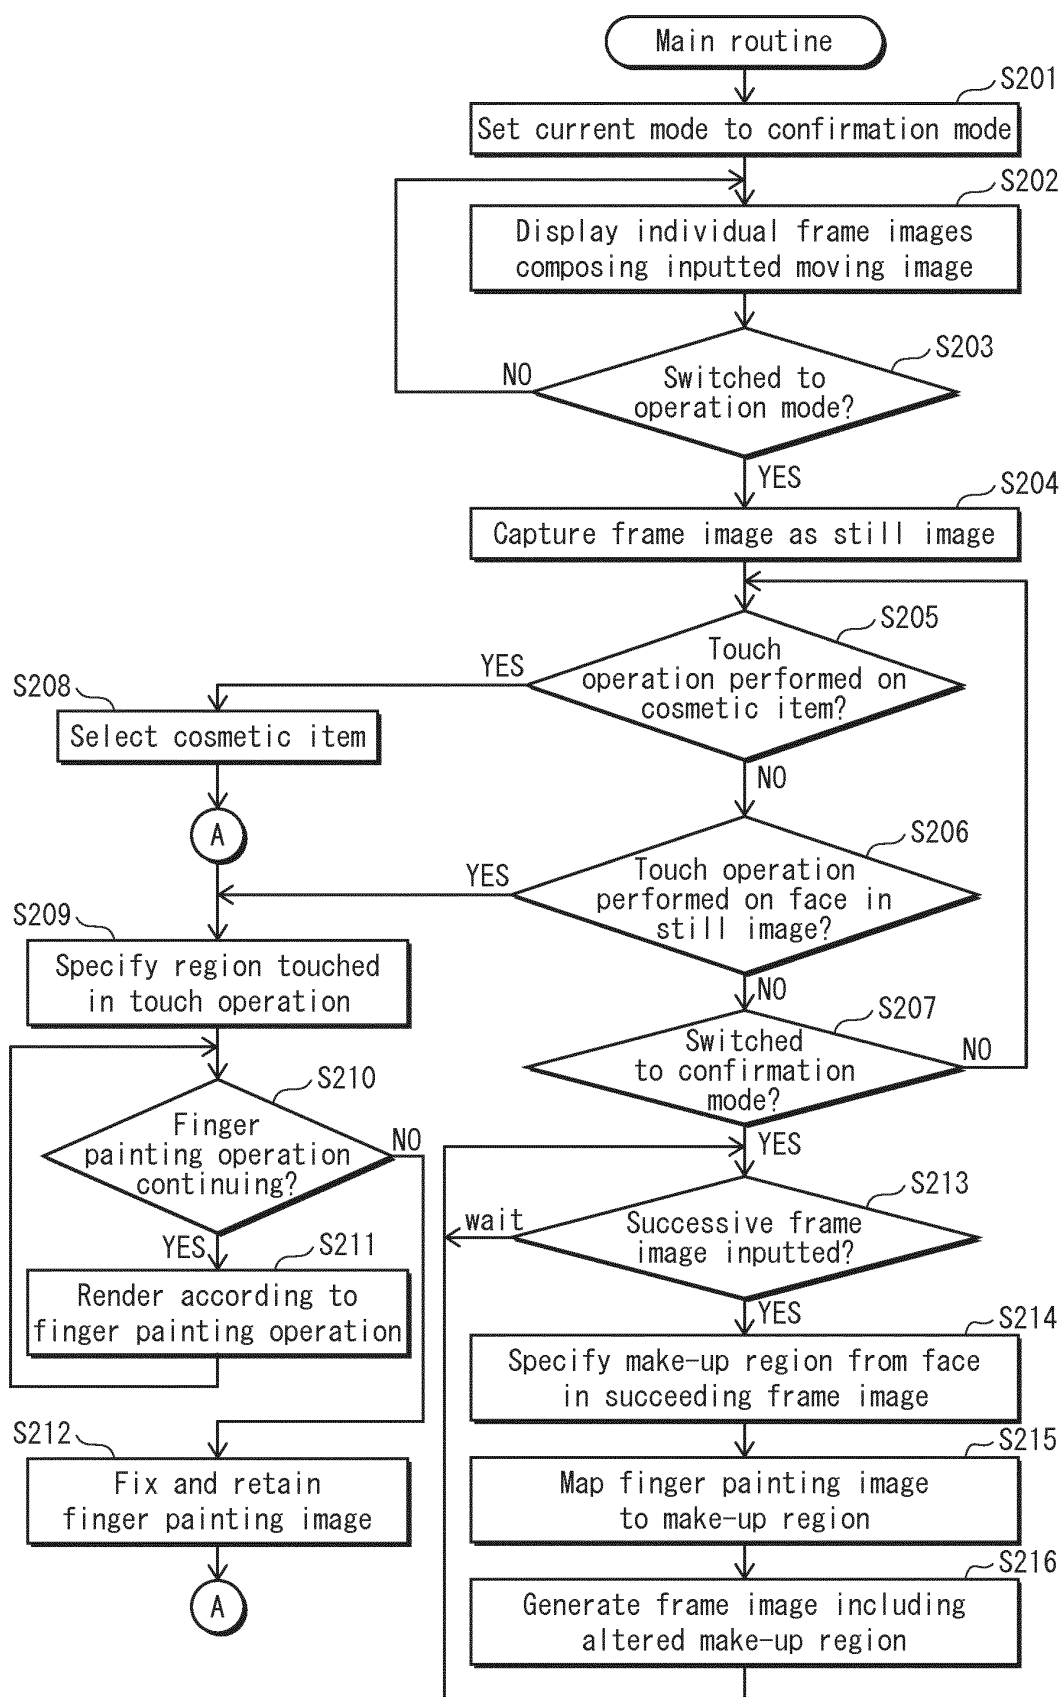 Main routine
S201
Set current mode to confirmation mode
S202
Display individual frame images
composing inputted moving image
S203
NO
Switched to
operation mode?
YES
S204
Capture frame image as still image
S205
YES
Touch
operation performed on
cosmetic item?
NO
S208
Select cosmetic item
A
S206
YES
Touch operation
performed on face in
still image?
NO
S209
Specify region touched
in touch operation
S207
Switched
to confirmation
mode?
NO
YES
S210
Finger
painting operation
continuing?
NO
YES
S211
Render according to
finger painting operation
S212
Fix and retain
finger painting image
A
S213
wait
Successive frame
image inputted?
YES
S214
Specify make-up region from face
in succeeding frame image
S215
Map finger painting image
to make-up region
S216
Generate frame image including
altered make-up region